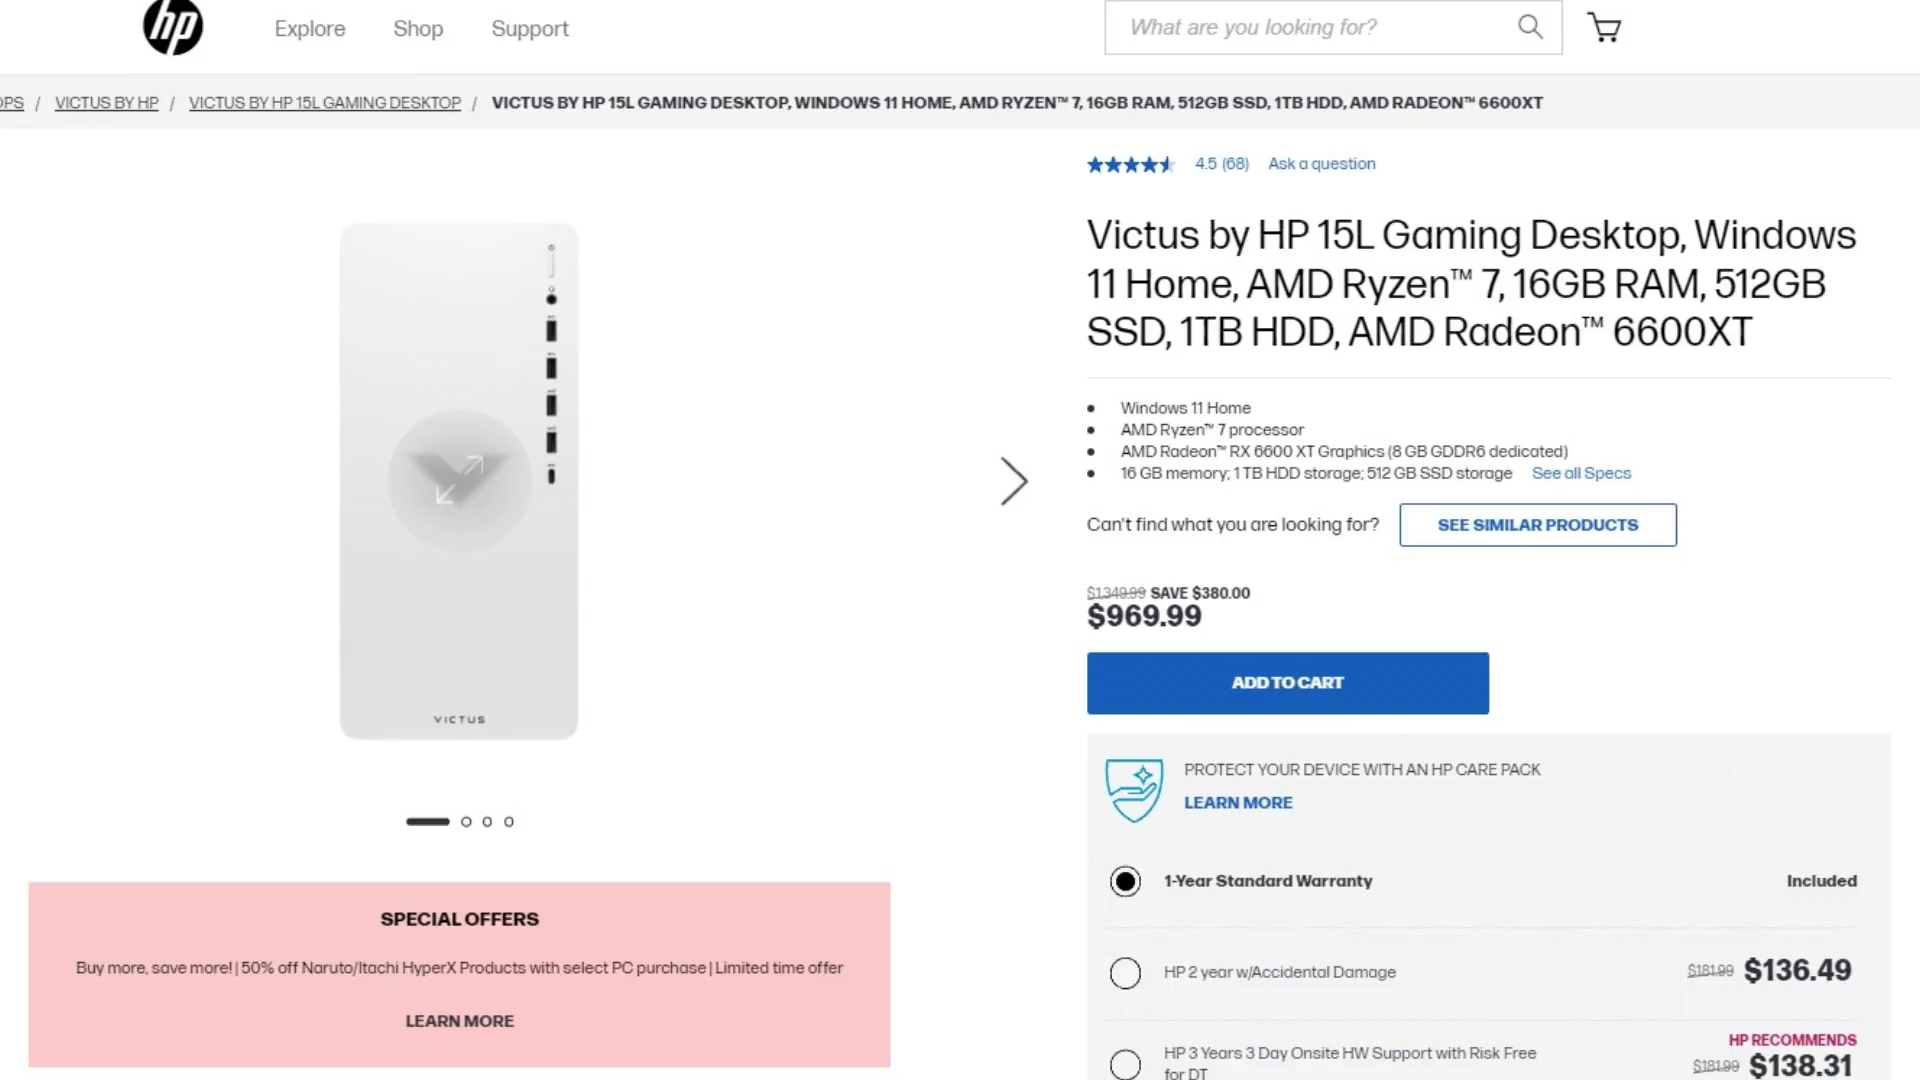 hp
Explore
Shop
Support
What are you looking for?
OPS / VICTUS BY HP / VICTUS BY HP 15L GAMING DESKTOP / VICTUS BY HP 15L GAMING DESKTOP, WINDOWS 11 HOME, AMD RYZEN™ 7, 16GB RAM, 512GB SSD, 1TB HDD, AMD RADEON™ 6600XT
4.5 (68) Ask a question
Victus by HP 15L Gaming Desktop, Windows
11 Home, AMD Ryzen™ 7, 16GB RAM, 512GB
SSD, 1TB HDD, AMD Radeon™ 6600XT
Windows 11 Home
AMD Ryzen™ 7 processor
AMD Radeon™ RX 6600 XT Graphics (8 GB GDDR6 dedicated)
16 GB memory; 1 TB HDD storage; 512 GB SSD storage See all Specs
Can't find what you are looking for? SEE SIMILAR PRODUCTS
$1,349.99 SAVE $380.00
$969.99
ADD TO CART
PROTECT YOUR DEVICE WITH AN HP CARE PACK
LEARN MORE
1-Year Standard Warranty Included
HP 2 year w/Accidental Damage $181.99 $136.49
HP RECOMMENDS
HP 3 Years 3 Day Onsite HW Support with Risk Free
for DT
$181.99 $138.31
VICTUS
SPECIAL OFFERS
Buy more, save more! | 50% off Naruto/Itachi HyperX Products with select PC purchase | Limited time offer
LEARN MORE